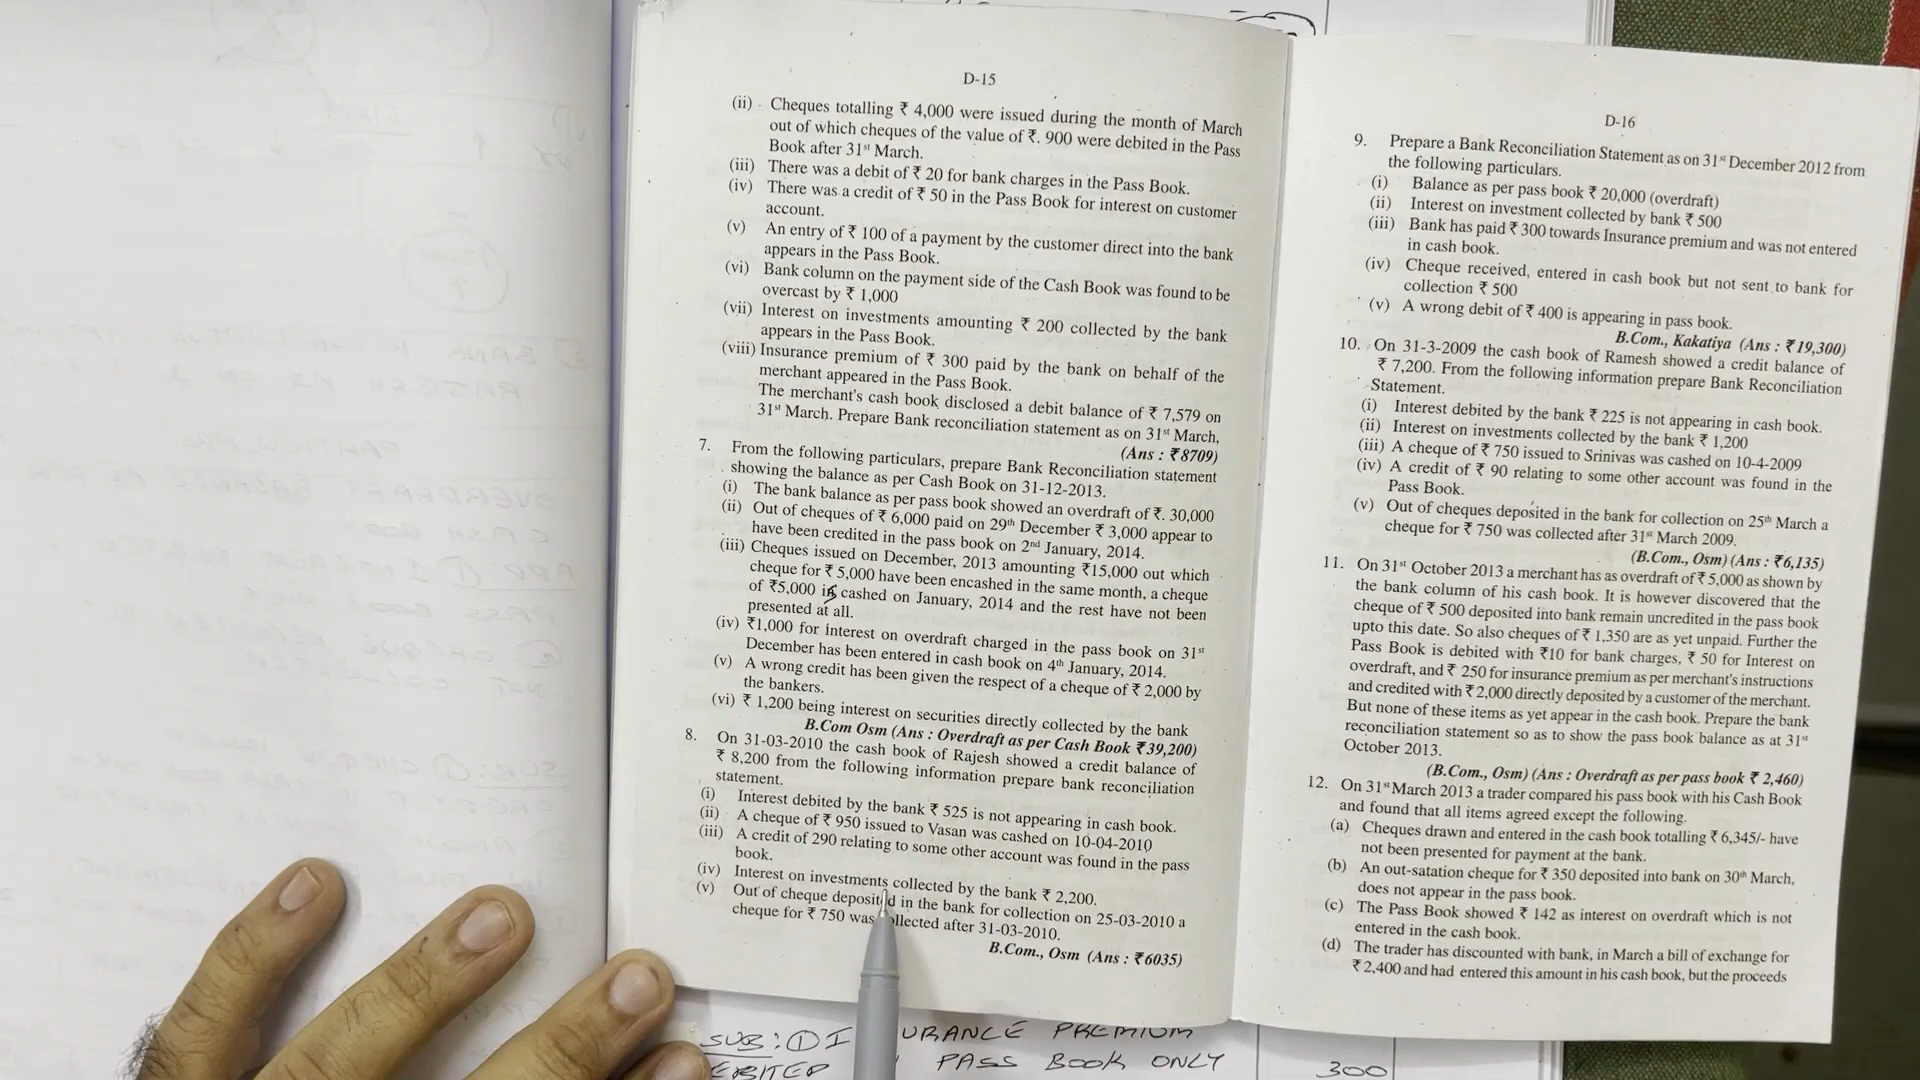 D-15
(ii) Cheques totalling ₹ 4,000 were issued during the month of March
out of which cheques of the value of ₹. 900 were debited in the Pass
Book after 31st March.
(iii) There was a debit of ₹ 20 for bank charges in the Pass Book.
(iv) There was a credit of ₹ 50 in the Pass Book for interest on customer
account.
(v) An entry of ₹ 100 of a payment by the customer direct into the bank
appears in the Pass Book.
(vi) Bank column on the payment side of the Cash Book was found to be
overcast by ₹ 1,000
(vii) Interest on investments amounting ₹ 200 collected by the bank
appears in the Pass Book.
(viii) Insurance premium of ₹ 300 paid by the bank on behalf of the
merchant appeared in the Pass Book.
The merchant's cash book disclosed a debit balance of ₹ 7,579 on
31st March. Prepare Bank reconciliation statement as on 31st March,
(Ans : ₹8709)
7. From the following particulars, prepare Bank Reconciliation statement
showing the balance as per Cash Book on 31-12-2013.
(i) The bank balance as per pass book showed an overdraft of ₹. 30,000
(ii) Out of cheques of ₹ 6,000 paid on 29th December ₹ 3,000 appear to
have been credited in the pass book on 2nd January, 2014.
(iii) Cheques issued on December, 2013 amounting ₹15,000 out which
cheque for ₹ 5,000 have been encashed in the same month, a cheque
of ₹5,000 is cashed on January, 2014 and the rest have not been
presented at all.
(iv) ₹1,000 for interest on overdraft charged in the pass book on 31st
December has been entered in cash book on 4th January, 2014.
(v) A wrong credit has been given the respect of a cheque of ₹ 2,000 by
the bankers.
(vi) ₹ 1,200 being interest on securities directly collected by the bank
B.Com Osm (Ans : Overdraft as per Cash Book ₹39,200)
8. On 31-03-2010 the cash book of Rajesh showed a credit balance of
₹ 8,200 from the following information prepare bank reconciliation
statement.
(i) Interest debited by the bank ₹ 525 is not appearing in cash book.
(ii) A cheque of ₹ 950 issued to Vasan was cashed on 10-04-2010
(iii) A credit of 290 relating to some other account was found in the pass
book.
(iv) Interest on investments collected by the bank ₹ 2,200.
(v) Out of cheque deposited in the bank for collection on 25-03-2010 a
cheque for ₹ 750 was collected after 31-03-2010.
B.Com., Osm (Ans : ₹6035)
D-16
9. Prepare a Bank Reconciliation Statement as on 31st December 2012 from
the following particulars.
(i) Balance as per pass book ₹ 20,000 (overdraft)
(ii) Interest on investment collected by bank ₹ 500
(iii) Bank has paid ₹ 300 towards Insurance premium and was not entered
in cash book.
(iv) Cheque received, entered in cash book but not sent to bank for
collection ₹ 500
(v) A wrong debit of ₹ 400 is appearing in pass book.
B.Com., Kakatiya (Ans : ₹19,300)
10. On 31-3-2009 the cash book of Ramesh showed a credit balance of
₹ 7,200. From the following information prepare Bank Reconciliation
Statement.
(i) Interest debited by the bank ₹ 225 is not appearing in cash book.
(ii) Interest on investments collected by the bank ₹ 1,200
(iii) A cheque of ₹ 750 issued to Srinivas was cashed on 10-4-2009
(iv) A credit of ₹ 90 relating to some other account was found in the
Pass Book.
(v) Out of cheques deposited in the bank for collection on 25th March a
cheque for ₹ 750 was collected after 31st March 2009.
(B.Com., Osm) (Ans : ₹6,135)
11. On 31st October 2013 a merchant has as overdraft of ₹ 5,000 as shown by
the bank column of his cash book. It is however discovered that the
cheque of ₹ 500 deposited into bank remain uncredited in the pass book
upto this date. So also cheques of ₹ 1,350 are as yet unpaid. Further the
Pass Book is debited with ₹10 for bank charges, ₹ 50 for Interest on
overdraft, and ₹ 250 for insurance premium as per merchant's instructions
and credited with ₹ 2,000 directly deposited by a customer of the merchant.
But none of these items as yet appear in the cash book. Prepare the bank
reconciliation statement so as to show the pass book balance as at 31st
October 2013.
(B.Com., Osm) (Ans : Overdraft as per pass book ₹ 2,460)
12. On 31st March 2013 a trader compared his pass book with his Cash Book
and found that all items agreed except the following.
(a) Cheques drawn and entered in the cash book totalling ₹ 6,345/- have
not been presented for payment at the bank.
(b) An out-satation cheque for ₹ 350 deposited into bank on 30th March,
does not appear in the pass book.
(c) The Pass Book showed ₹ 142 as interest on overdraft which is not
entered in the cash book.
(d) The trader has discounted with bank, in March a bill of exchange for
₹ 2,400 and had entered this amount in his cash book, but the proceeds
SUB: ① I URANCE PREMIUM
EBITED PASS BOOK ONLY 300